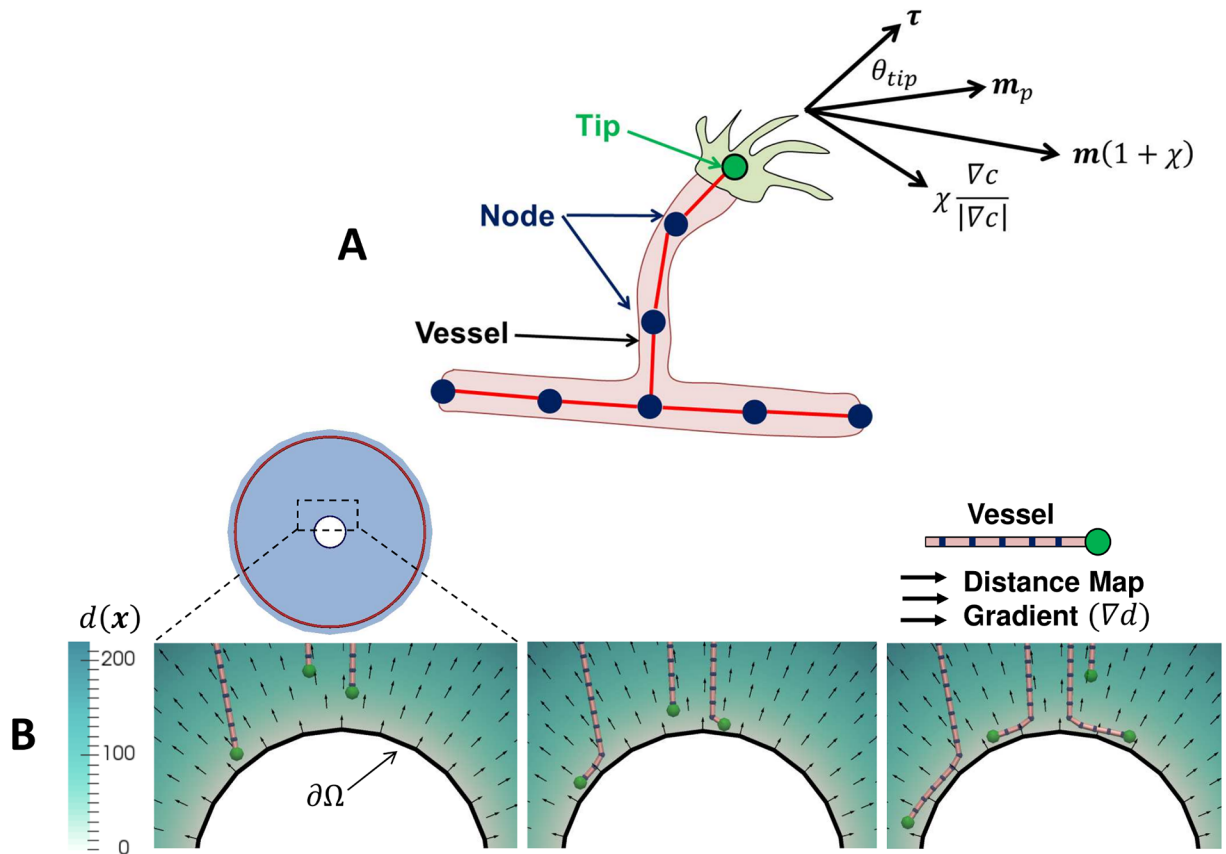 τ
θ_tip
m_p
Tip
m(1 + χ)
χ ∇c/|∇c|
Node
A
Vessel
Vessel
Distance Map
Gradient (∇d)
d(x)
200
100
0
B
∂Ω